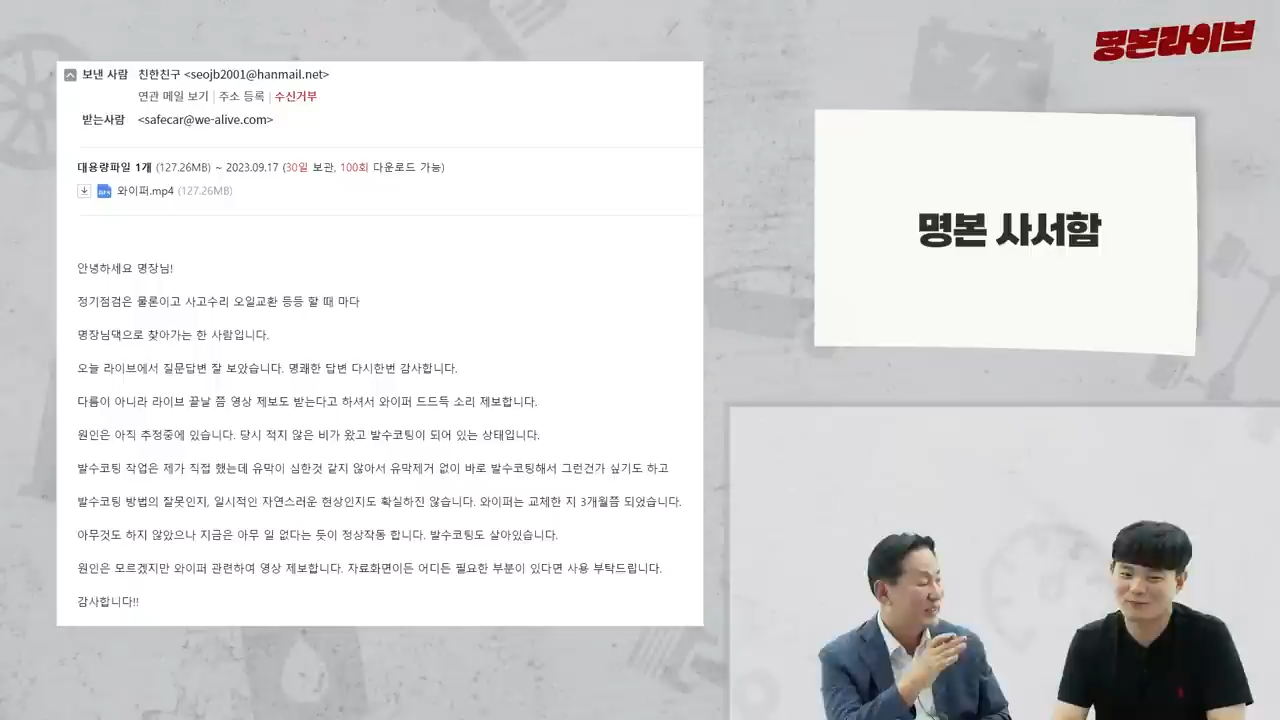 명본라이브
보낸 사람 친한친구 <seojb2001@hanmail.net>
연관 메일 보기 | 주소 등록 | 수신거부
받는사람 <safecar@we-alive.com>
대용량파일 1개 (127.26MB) ~ 2023.09.17 (30일 보관, 100회 다운로드 가능)
와이퍼.mp4 (127.26MB)
명본 사서함
안녕하세요 명장님!
정기점검은 물론이고 사고수리 오일교환 등등 할 때 마다
명장님댁으로 찾아가는 한 사람입니다.
오늘 라이브에서 질문답변 잘 보았습니다. 명쾌한 답변 다시한번 감사합니다.
다름이 아니라 라이브 끝날 쯤 영상 제보도 받는다고 하셔서 와이퍼 드드득 소리 제보합니다.
원인은 아직 추정중에 있습니다. 당시 적지 않은 비가 왔고 발수코팅이 되어 있는 상태입니다.
발수코팅 작업은 제가 직접 했는데 유막이 심한것 같지 않아서 유막제거 없이 바로 발수코팅해서 그런건가 싶기도 하고
발수코팅 방법의 잘못인지, 일시적인 자연스러운 현상인지도 확실하진 않습니다. 와이퍼는 교체한 지 3개월쯤 되었습니다.
아무것도 하지 않았으나 지금은 아무 일 없다는 듯이 정상작동 합니다. 발수코팅도 살아있습니다.
원인은 모르겠지만 와이퍼 관련하여 영상 제보합니다. 자료화면이든 어디든 필요한 부분이 있다면 사용 부탁드립니다.
감사합니다!!